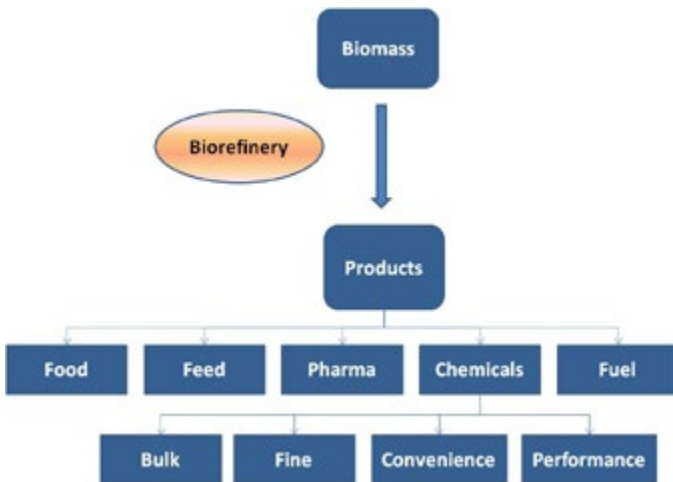 Biomass
Biorefinery
Products
Food Feed Pharma Chemicals Fuel
Bulk Fine Convenience Performance